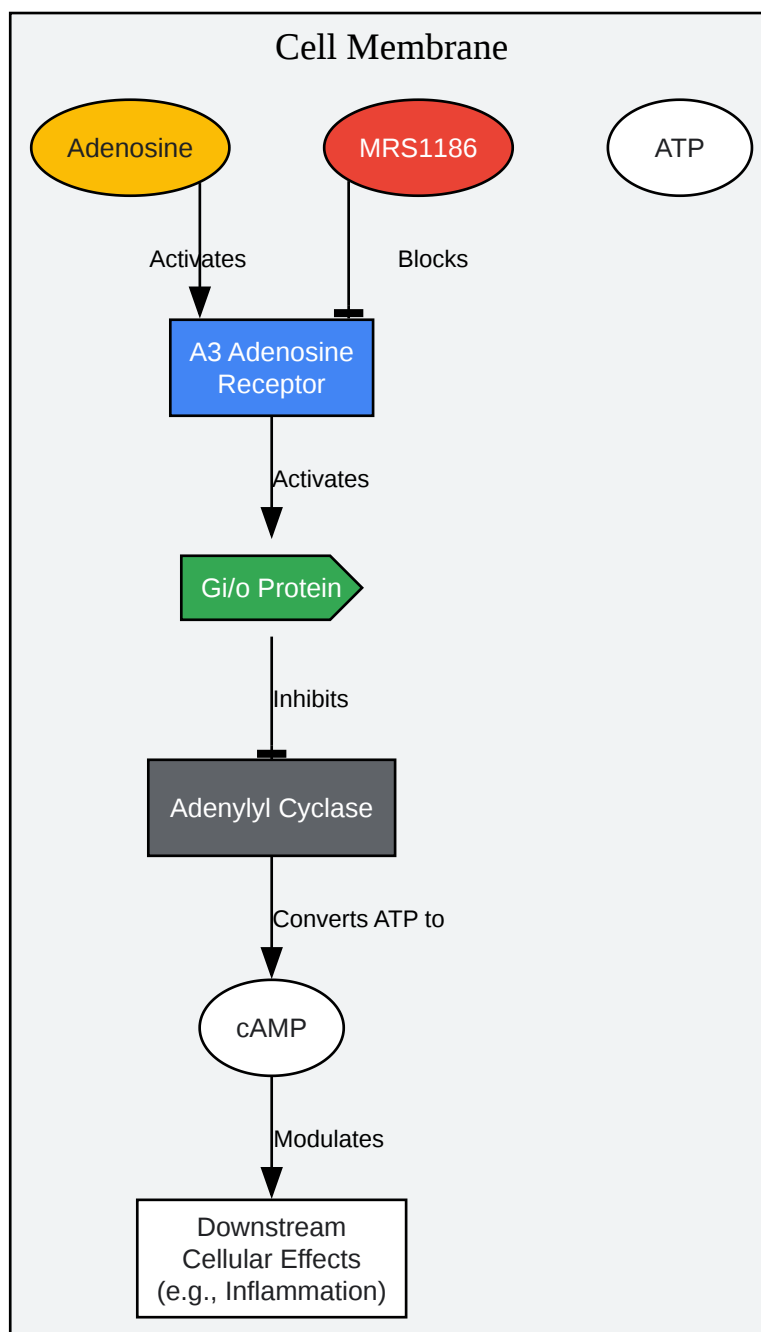 Cell Membrane
Adenosine
MRS1186
ATP
Activates
Blocks
A3 Adenosine
Receptor
Activates
Gi/o Protein
Inhibits
Adenylyl Cyclase
Converts ATP to
cAMP
Modulates
Downstream
Cellular Effects
(e.g., Inflammation)